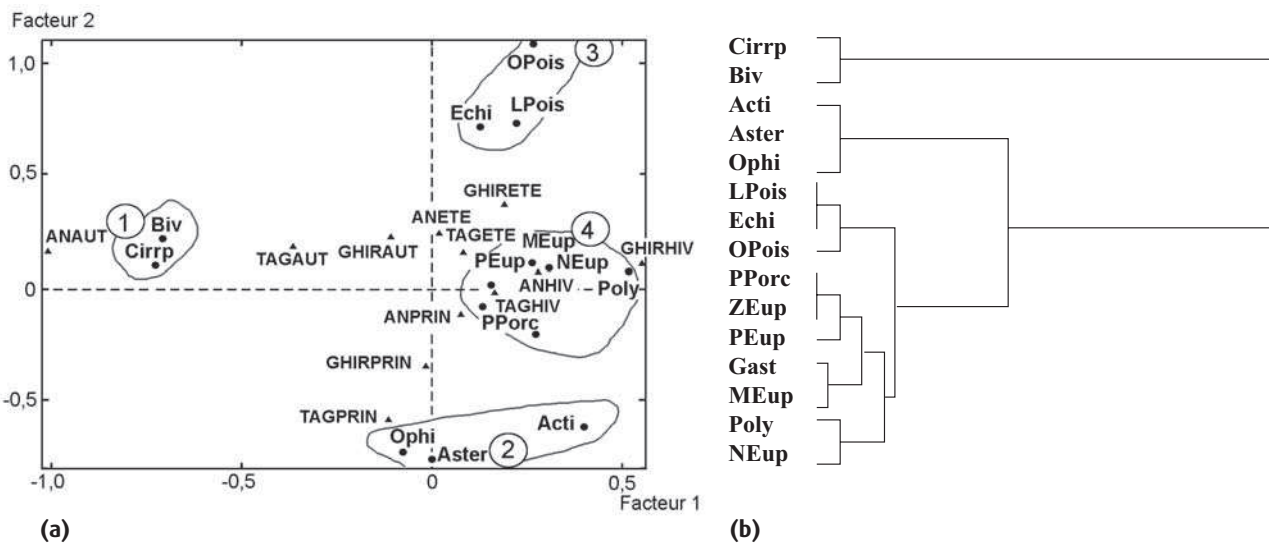 Facteur 2
1,0
0,5
0
-0,5
-1,0
-0,5
0
0,5
Facteur 1
3
OPois
LPois
Echi
GHIRETE
1
Biv
ANAUT
Cirrp
TAGAUT
GHIRAUT
ANETE
TAGETE
4
MEup
GHIRHIV
PEup
NEup
ANHIV
Poly
TAGHIV
ANPRIN
PPorc
GHIRPRIN
TAGPRIN
Ophi
Acti
Aster
2
(a)
Cirrp
Biv
Acti
Aster
Ophi
LPois
Echi
OPois
PPorc
ZEup
PEup
Gast
MEup
Poly
NEup
(b)